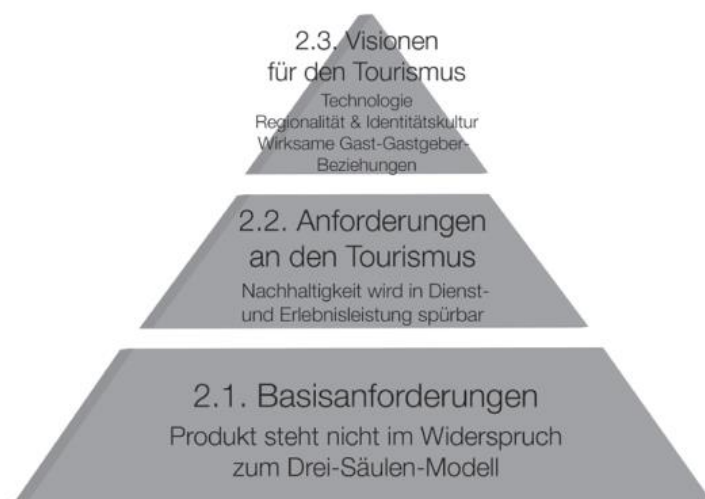 2.3. Visionen
für den Tourismus
Technologie
Regionalität & Identitätskultur
Wirksame Gast-Gastgeber-
Beziehungen
2.2. Anforderungen
an den Tourismus
Nachhaltigkeit wird in Dienst-
und Erlebnisleistung spürbar
2.1. Basisanforderungen
Produkt steht nicht im Widerspruch
zum Drei-Säulen-Modell